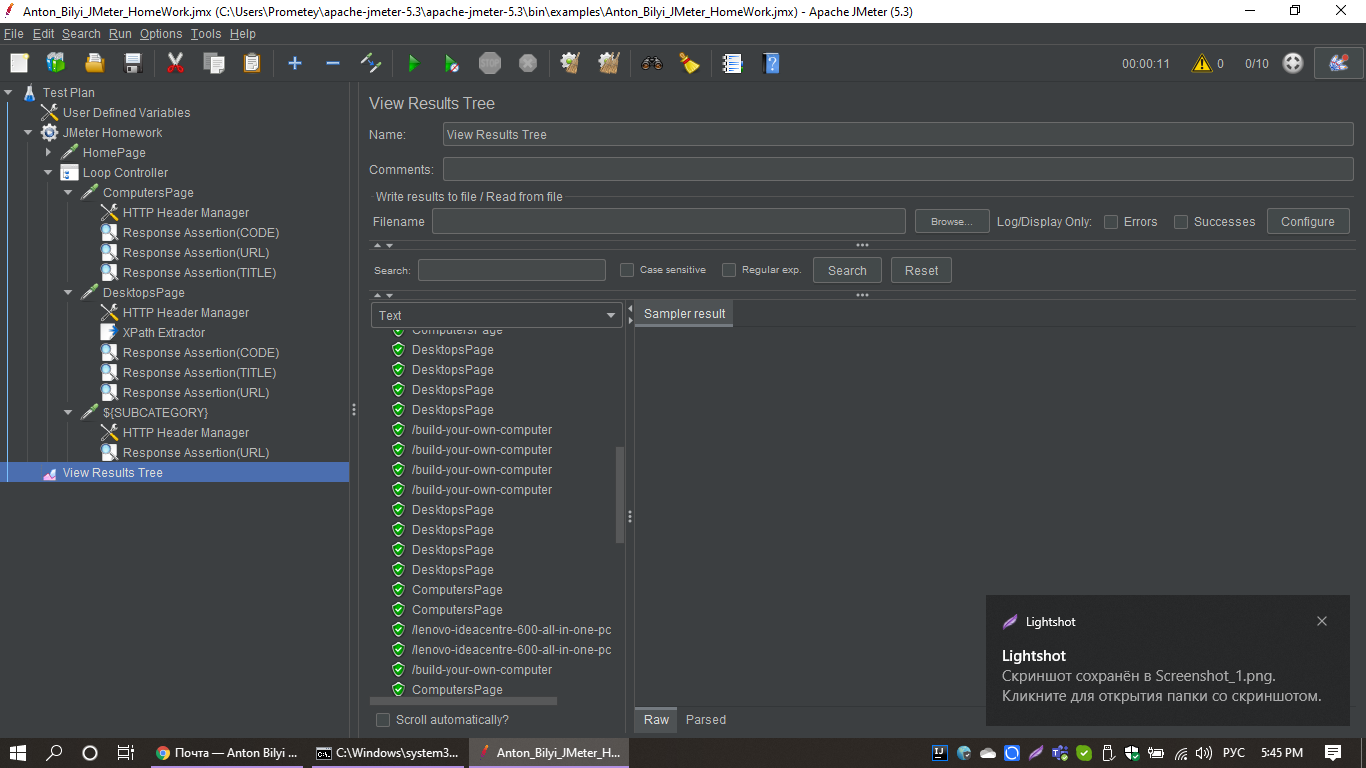 Anton_Bilyi_JMeter_HomeWork.jmx (C:\Users\Prometey\apache-jmeter-5.3\apache-jmeter-5.3\bin\examples\Anton_Bilyi_JMeter_HomeWork.jmx) - Apache JMeter (5.3)
File Edit Search Run Options Tools Help
STOP 00:00:11 0 0/10
Test Plan
User Defined Variables
JMeter Homework
HomePage
Loop Controller
ComputersPage
HTTP Header Manager
Response Assertion(CODE)
Response Assertion(URL)
Response Assertion(TITLE)
DesktopsPage
HTTP Header Manager
XPath Extractor
Response Assertion(CODE)
Response Assertion(TITLE)
Response Assertion(URL)
${SUBCATEGORY}
HTTP Header Manager
Response Assertion(URL)
View Results Tree
View Results Tree
Name: View Results Tree
Comments:
Write results to file / Read from file
Filename Browse... Log/Display Only: Errors Successes Configure
Search: Case sensitive Regular exp. Search Reset
Text
ComputersPage
DesktopsPage
DesktopsPage
DesktopsPage
DesktopsPage
/build-your-own-computer
/build-your-own-computer
/build-your-own-computer
/build-your-own-computer
DesktopsPage
DesktopsPage
DesktopsPage
DesktopsPage
ComputersPage
ComputersPage
/lenovo-ideacentre-600-all-in-one-pc
/lenovo-ideacentre-600-all-in-one-pc
/build-your-own-computer
ComputersPage
Scroll automatically?
Sampler result
Raw Parsed
Lightshot
Lightshot
Скриншот сохранён в Screenshot_1.png.
Кликните для открытия папки со скриншотом.
Почта — Anton Bilyi ... C:\Windows\system3... Anton_Bilyi_JMeter_H... IJ РУС 5:45 PM